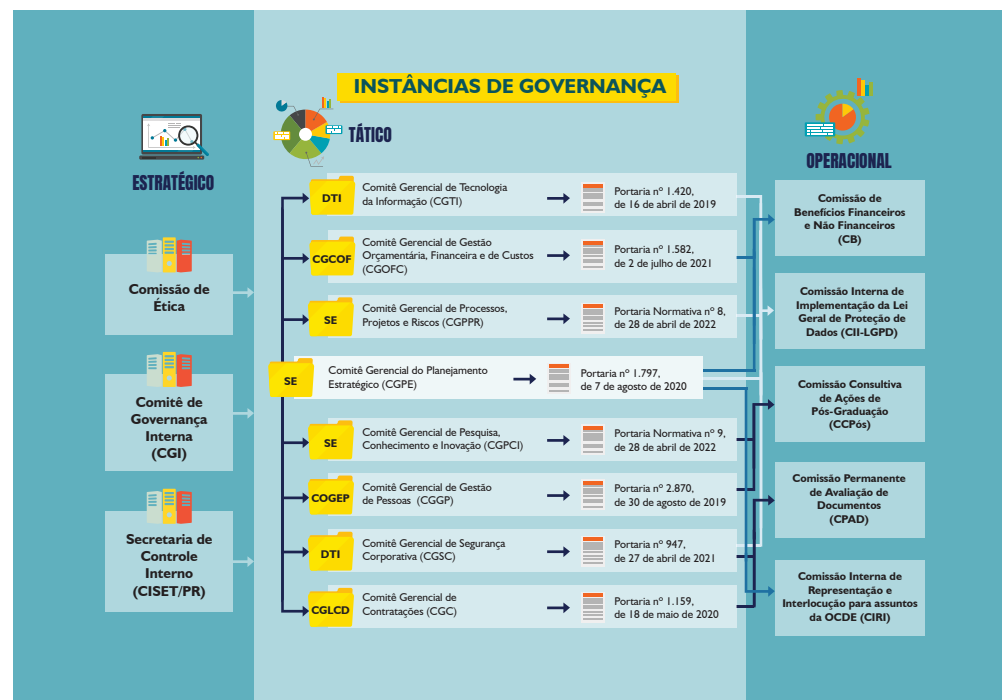 INSTÂNCIAS DE GOVERNANÇA
ESTRATÉGICO
Comissão de
Ética
Comitê de
Governança
Interna
(CGI)
Secretaria de
Controle
Interno
(CISET/PR)
TÁTICO
DTI
Comitê Gerencial de Tecnologia
da Informação (CGTI)
Portaria nº 1.420,
de 16 de abril de 2019
CGCOF
Comitê Gerencial de Gestão
Orçamentária, Financeira e de Custos
(CGOFC)
Portaria nº 1.582,
de 2 de julho de 2021
SE
Comitê Gerencial de Processos,
Projetos e Riscos (CGPPR)
Portaria Normativa nº 8,
de 28 de abril de 2022
SE
Comitê Gerencial do Planejamento
Estratégico (CGPE)
Portaria nº 1.797,
de 7 de agosto de 2020
SE
Comitê Gerencial de Pesquisa,
Conhecimento e Inovação (CGPCI)
Portaria Normativa nº 9,
de 28 de abril de 2022
COGEP
Comitê Gerencial de Gestão
de Pessoas (CGGP)
Portaria nº 2.870,
de 30 de agosto de 2019
DTI
Comitê Gerencial de Segurança
Corporativa (CGSC)
Portaria nº 947,
de 27 de abril de 2021
CGLCD
Comitê Gerencial de
Contratações (CGC)
Portaria nº 1.159,
de 18 de maio de 2020
OPERACIONAL
Comissão de
Benefícios Financeiros
e Não Financeiros
(CB)
Comissão Interna de
Implementação da Lei
Geral de Proteção de
Dados (CII-LGPD)
Comissão Consultiva
de Ações de
Pós-Graduação
(CCPós)
Comissão Permanente
de Avaliação de
Documentos
(CPAD)
Comissão Interna de
Representação e
Interlocução para assuntos
da OCDE (CIRI)